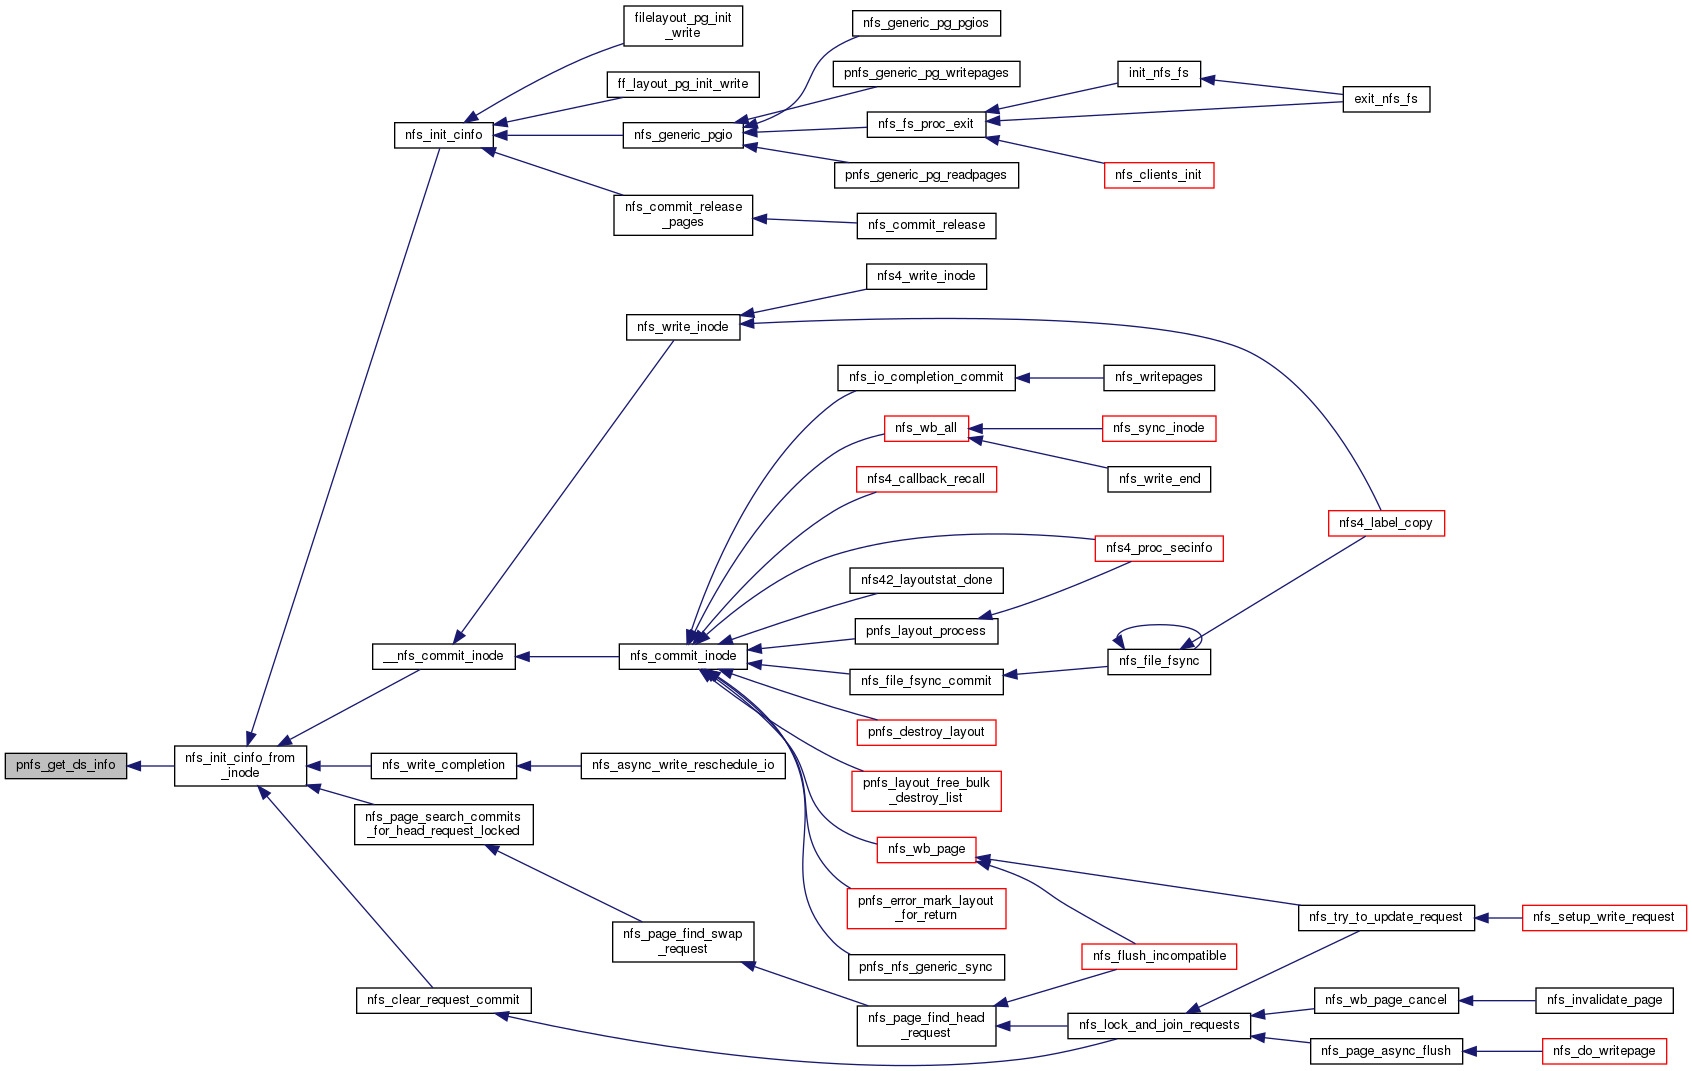 filelayout_pg_init
_write
nfs_generic_pg_pgios
ff_layout_pg_init_write
pnfs_generic_pg_writepages
init_nfs_fs
exit_nfs_fs
nfs_init_cinfo
nfs_generic_pgio
nfs_fs_proc_exit
pnfs_generic_pg_readpages
nfs_clients_init
nfs_commit_release
_pages
nfs_commit_release
nfs4_write_inode
nfs_write_inode
nfs_io_completion_commit
nfs_writepages
nfs_wb_all
nfs_sync_inode
nfs4_callback_recall
nfs_write_end
nfs4_label_copy
nfs4_proc_secinfo
nfs42_layoutstat_done
pnfs_layout_process
__nfs_commit_inode
nfs_commit_inode
nfs_file_fsync
nfs_file_fsync_commit
pnfs_destroy_layout
pnfs_get_ds_info
nfs_init_cinfo_from
_inode
nfs_write_completion
nfs_async_write_reschedule_io
pnfs_layout_free_bulk
_destroy_list
nfs_page_search_commits
_for_head_request_locked
nfs_wb_page
pnfs_error_mark_layout
_for_return
nfs_try_to_update_request
nfs_setup_write_request
nfs_page_find_swap
_request
pnfs_nfs_generic_sync
nfs_flush_incompatible
nfs_clear_request_commit
nfs_page_find_head
_request
nfs_lock_and_join_requests
nfs_wb_page_cancel
nfs_invalidate_page
nfs_page_async_flush
nfs_do_writepage